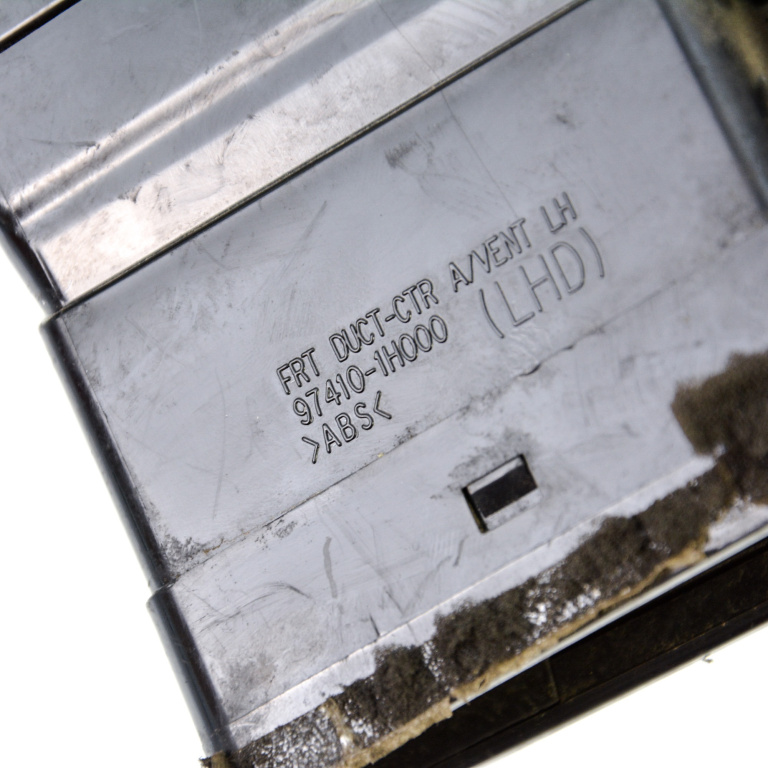 FRT DUCT-CTR A/VENT LH
97410-1H000 (LHD)
>ABS<